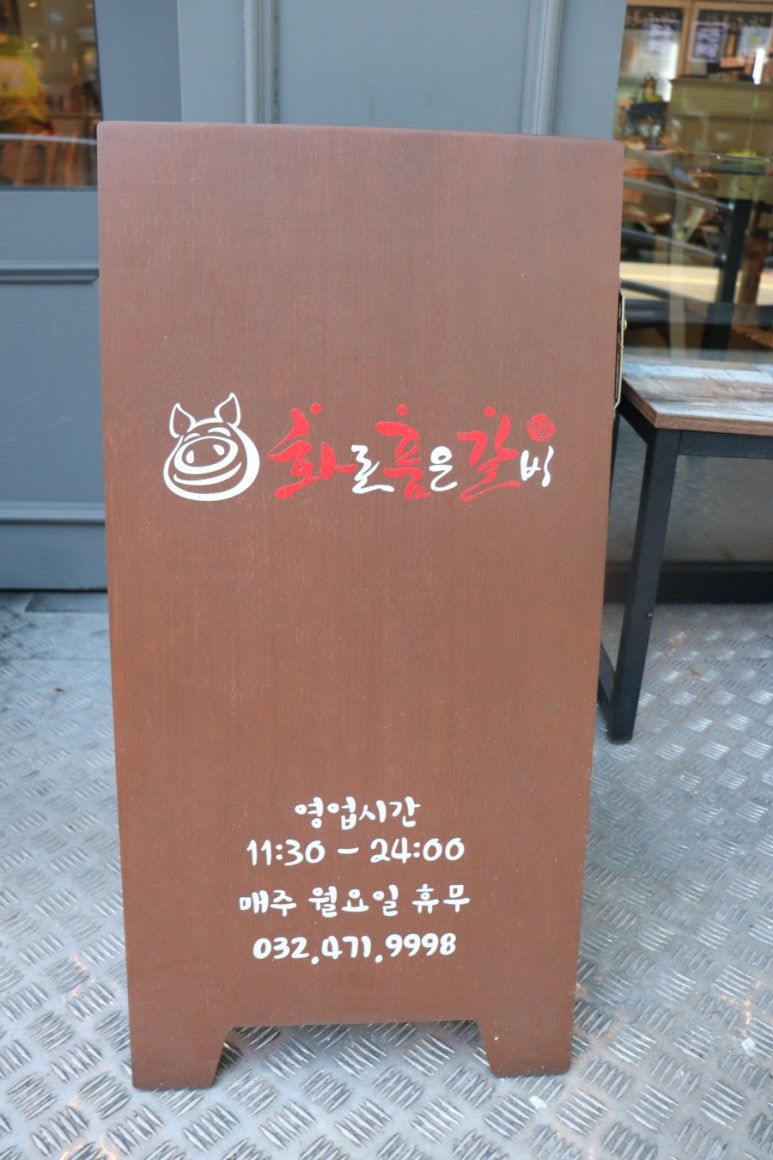 화로품은갈비
영업시간
11:30 - 24:00
매주 월요일 휴무
032.471.9998